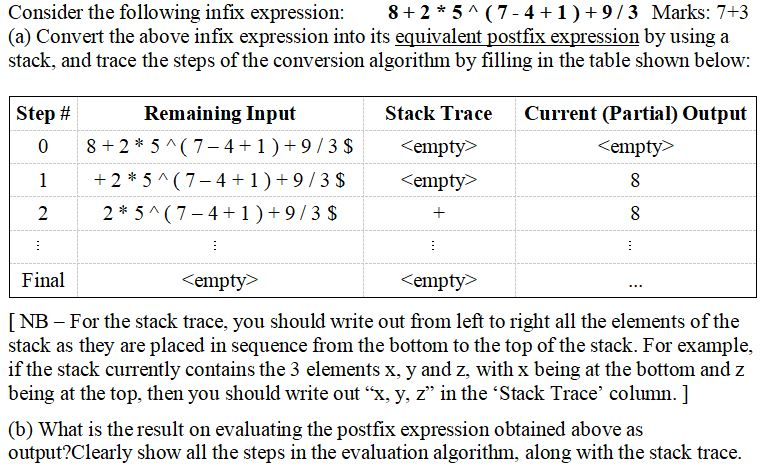 Consider the following infix expression: 8 + 2 * 5 ^ ( 7 - 4 + 1 ) + 9 / 3 Marks: 7+3
(a) Convert the above infix expression into its equivalent postfix expression by using a
stack, and trace the steps of the conversion algorithm by filling in the table shown below:
Step # Remaining Input Stack Trace Current (Partial) Output
0 8 + 2 * 5 ^ ( 7 – 4 + 1 ) + 9 / 3 $ <empty> <empty>
1 + 2 * 5 ^ ( 7 – 4 + 1 ) + 9 / 3 $ <empty> 8
2 2 * 5 ^ ( 7 – 4 + 1 ) + 9 / 3 $ + 8
⋮ ⋮ ⋮ ⋮
Final <empty> <empty> ...
[ NB – For the stack trace, you should write out from left to right all the elements of the
stack as they are placed in sequence from the bottom to the top of the stack. For example,
if the stack currently contains the 3 elements x, y and z, with x being at the bottom and z
being at the top, then you should write out “x, y, z” in the ‘Stack Trace’ column. ]
(b) What is the result on evaluating the postfix expression obtained above as
output?Clearly show all the steps in the evaluation algorithm, along with the stack trace.